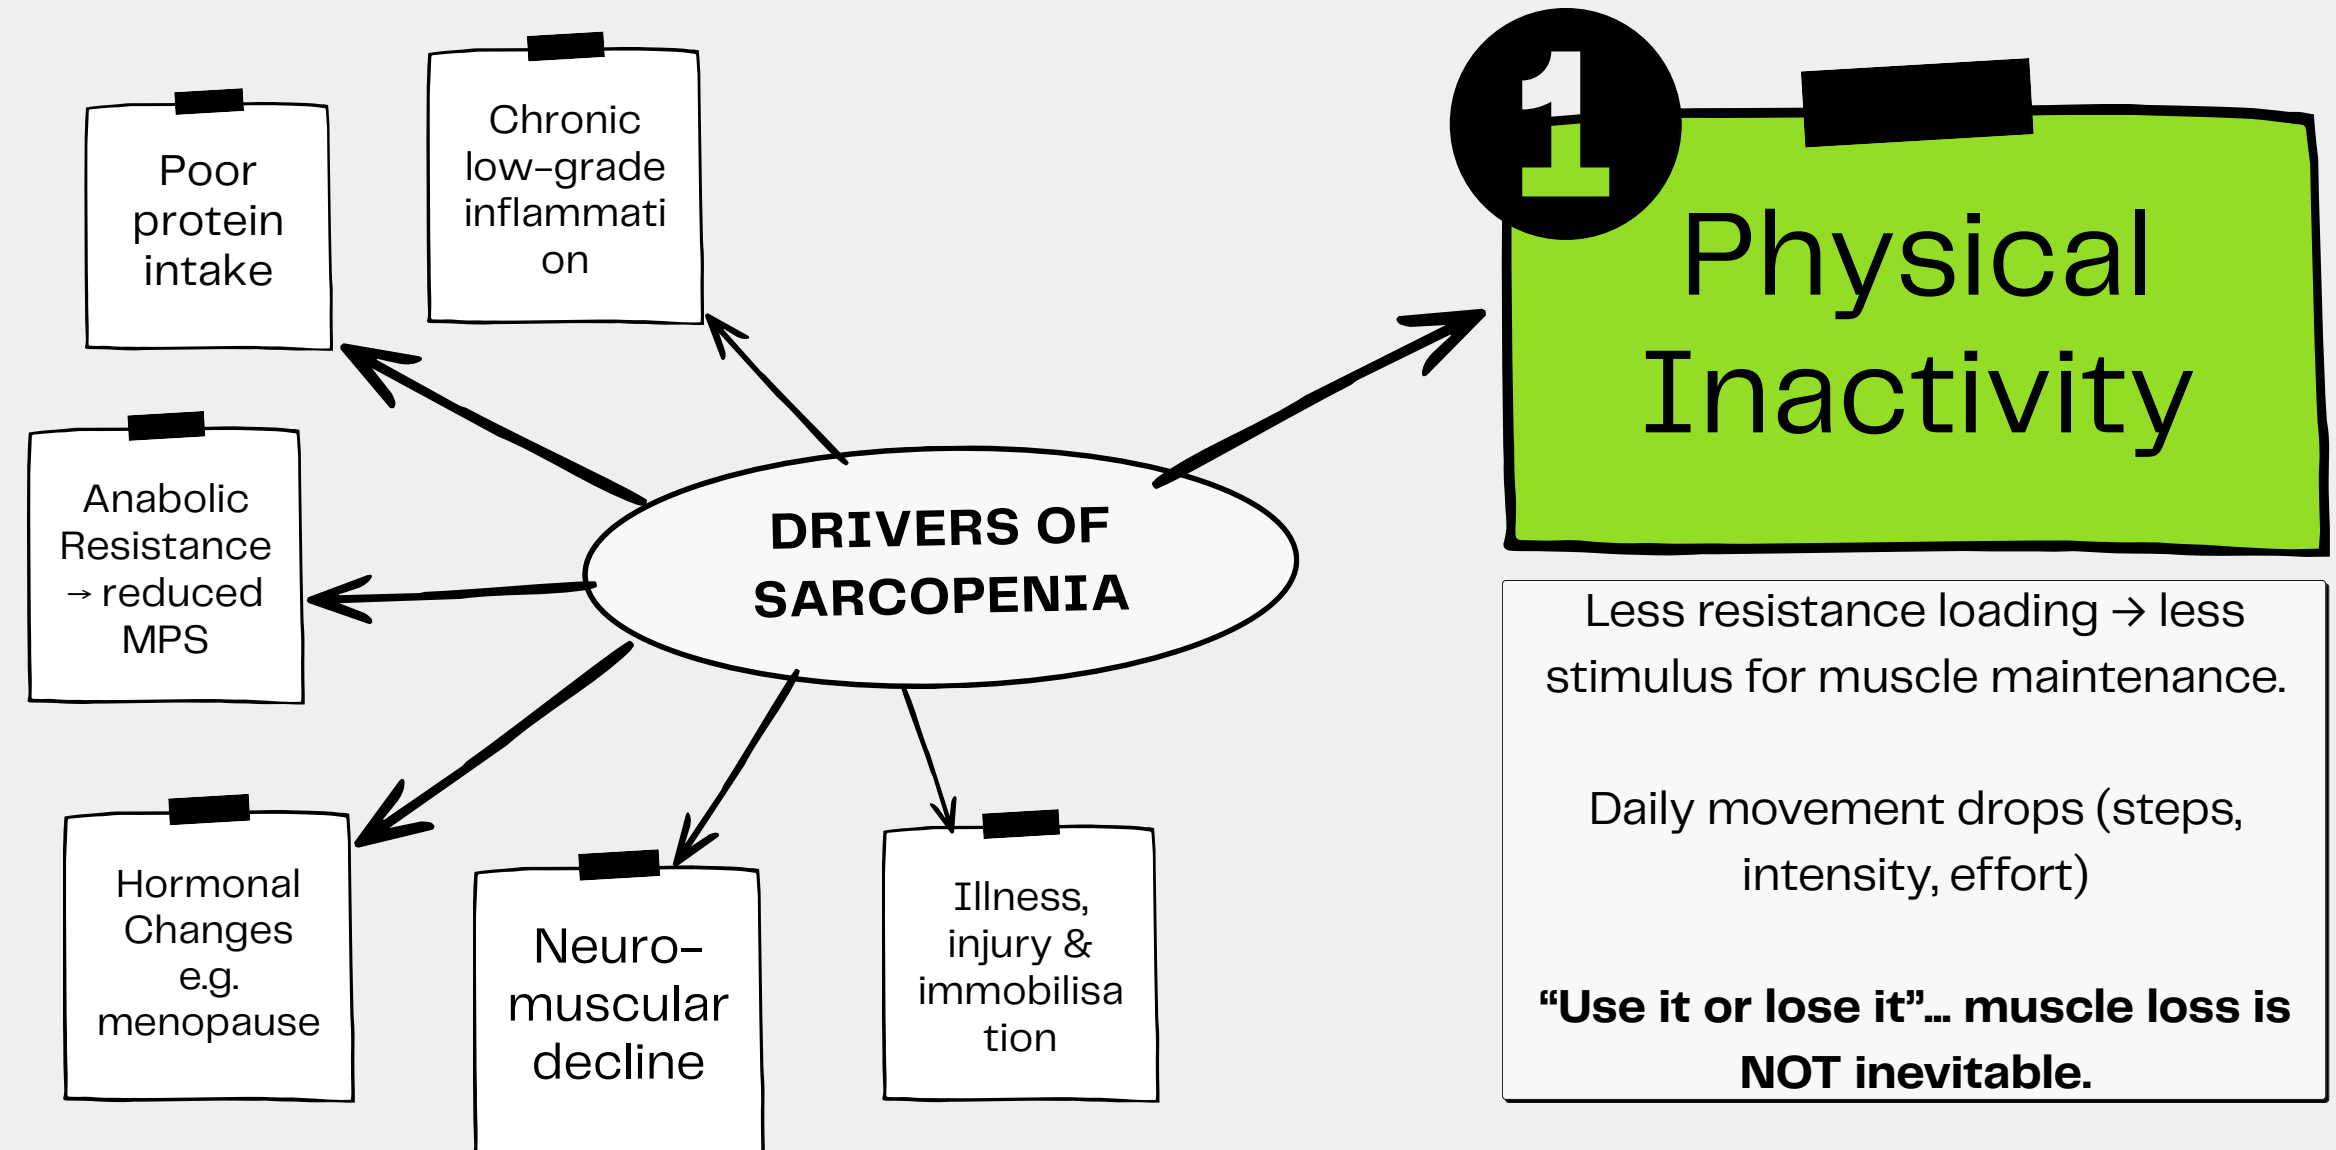 Poor
protein
intake
Chronic
low-grade
inflammati
on
1
Physical
Inactivity
Anabolic
Resistance
→ reduced
MPS
DRIVERS OF
SARCOPENIA
Less resistance loading → less
stimulus for muscle maintenance.
Daily movement drops (steps,
intensity, effort)
“Use it or lose it”... muscle loss is
NOT inevitable.
Hormonal
Changes
e.g.
menopause
Neuro-
muscular
decline
Illness,
injury &
immobilisa
tion